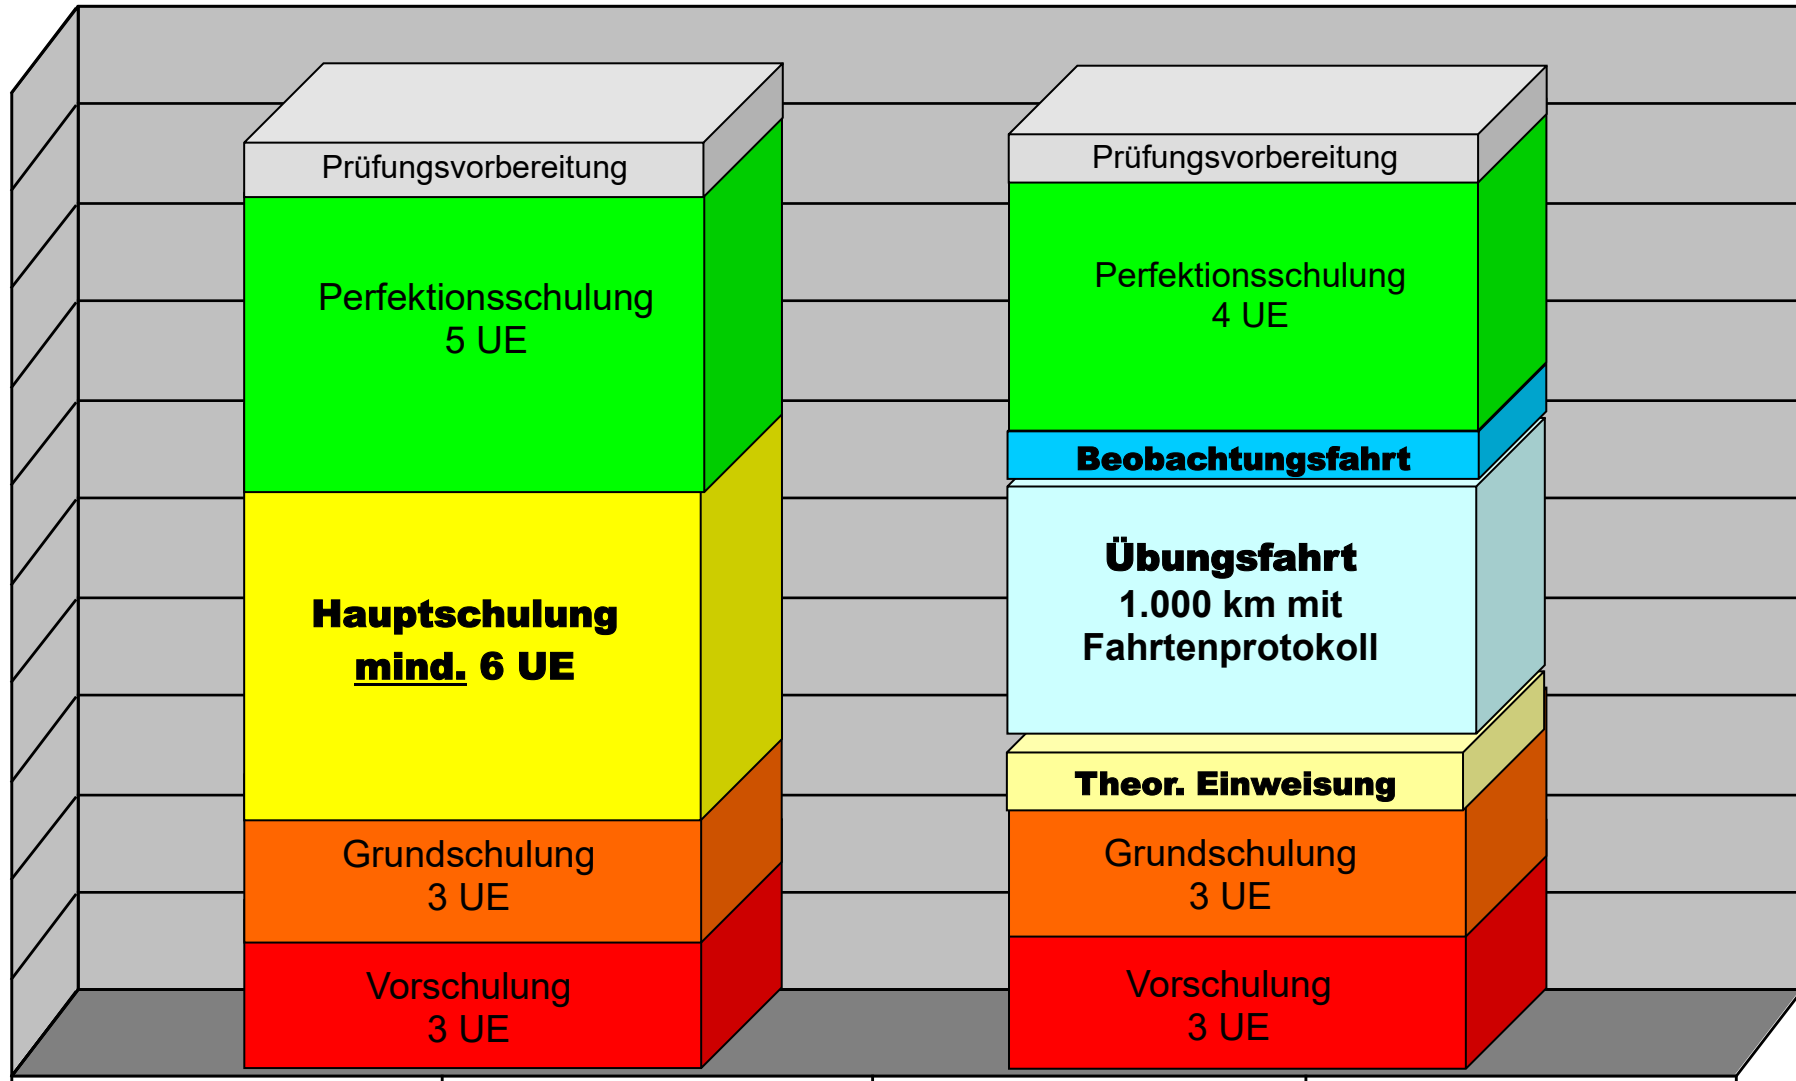 Prüfungsvorbereitung
Perfektionsschulung
5 UE
Hauptschulung
mind. 6 UE
Grundschulung
3 UE
Vorschulung
3 UE
Prüfungsvorbereitung
Perfektionsschulung
4 UE
Beobachtungsfahrt
Übungsfahrt
1.000 km mit
Fahrtenprotokoll
Theor. Einweisung
Grundschulung
3 UE
Vorschulung
3 UE